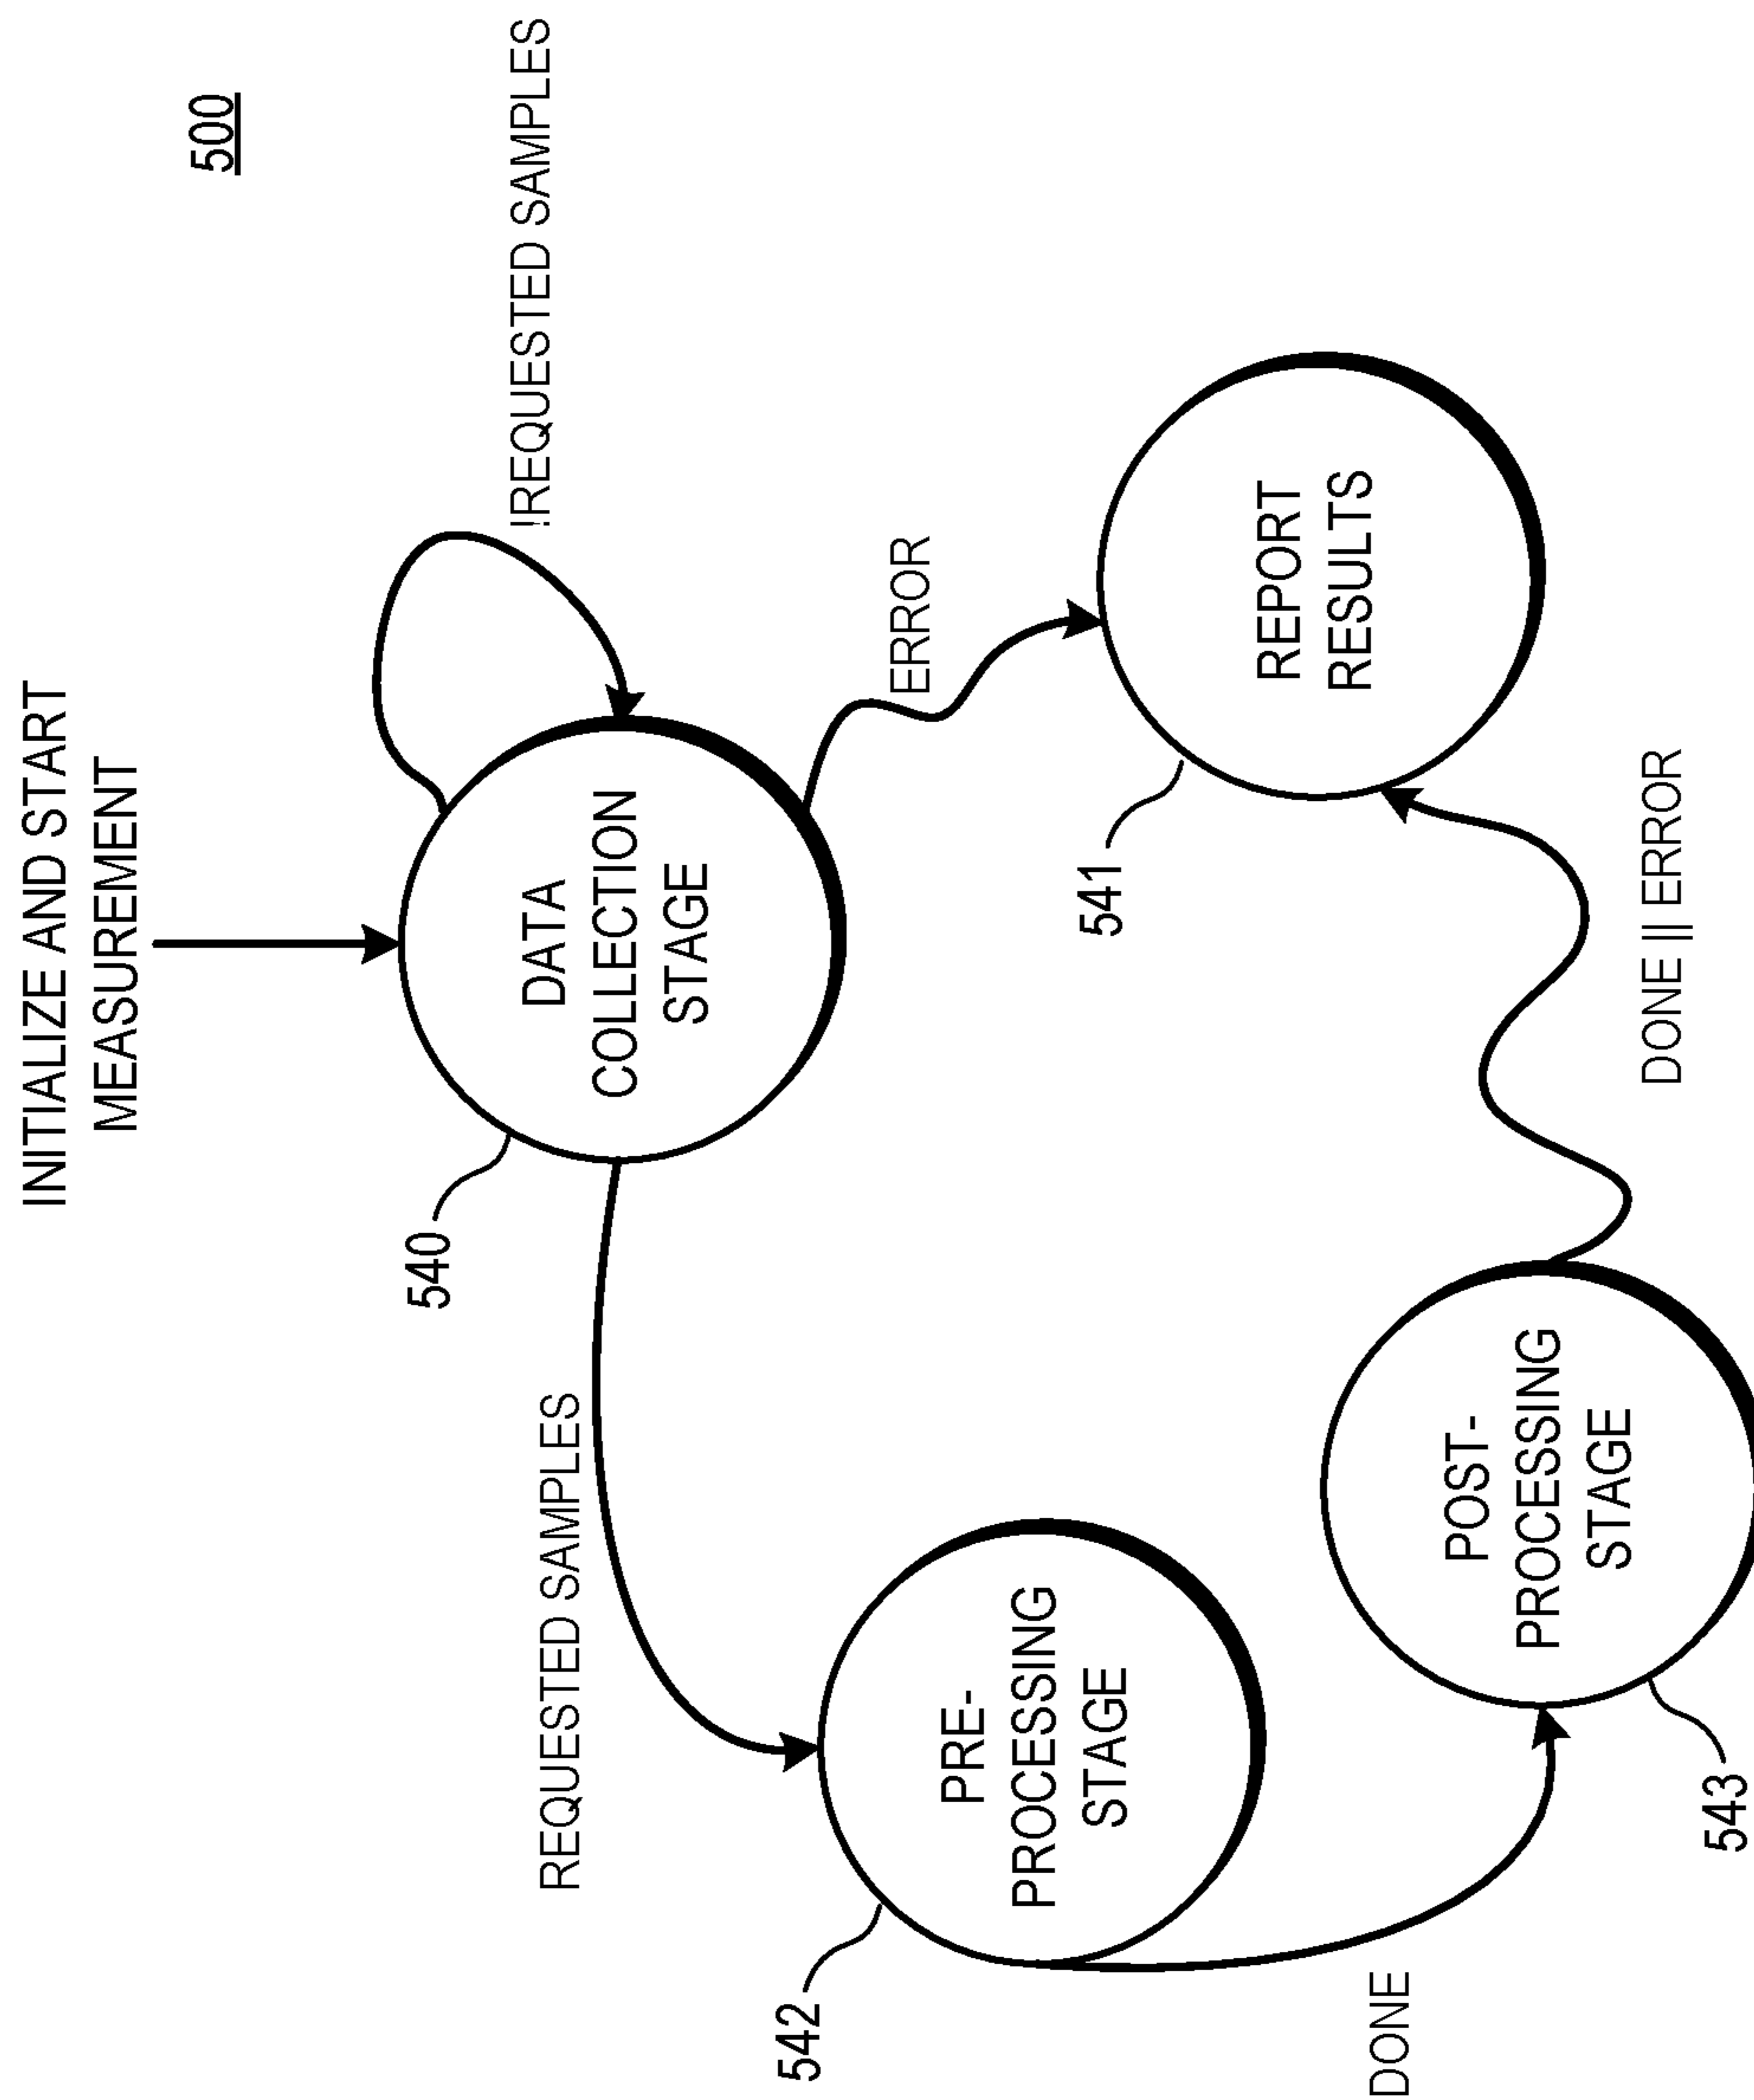 INITIALIZE AND START
MEASUREMENT
500
!REQUESTED SAMPLES
540
DATA
COLLECTION
STAGE
REQUESTED SAMPLES
ERROR
542
PRE-
PROCESSING
STAGE
541
REPORT
RESULTS
DONE
POST-
PROCESSING
STAGE
543
DONE || ERROR